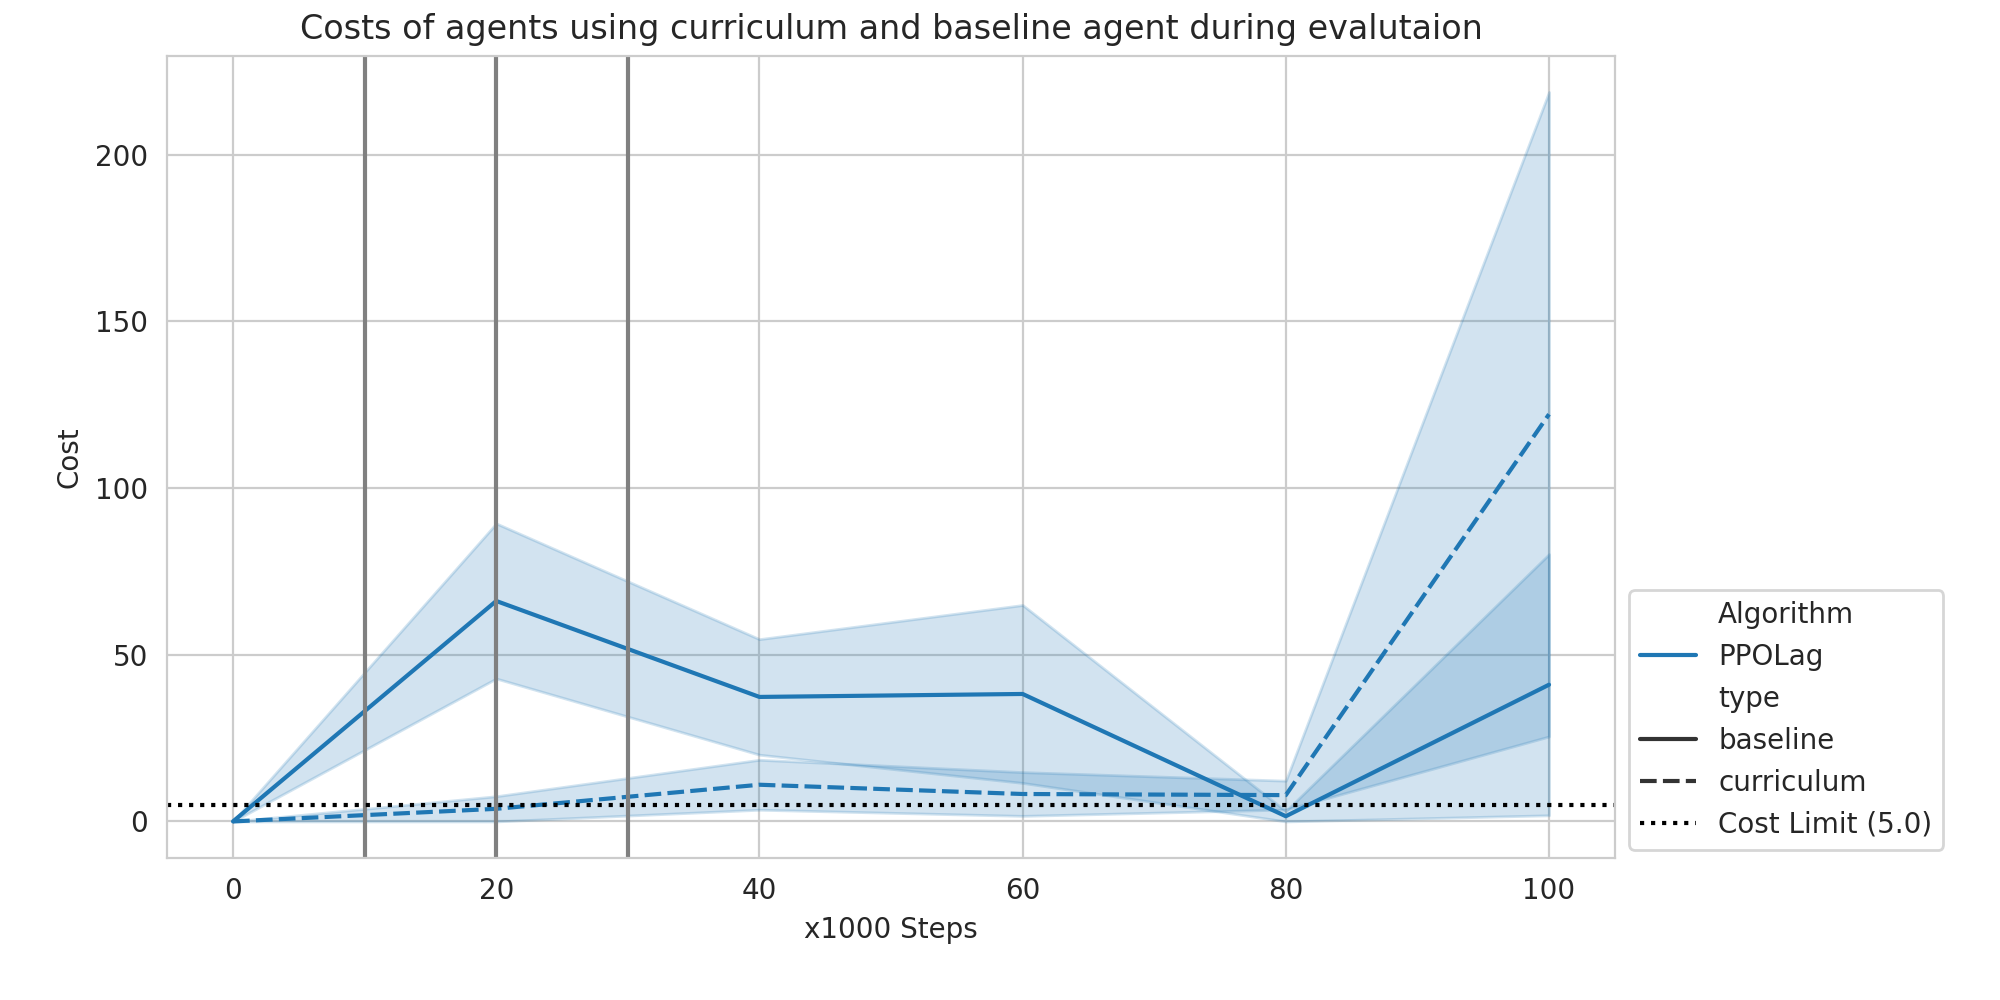 Costs of agents using curriculum and baseline agent during evalutaion
200
150
100
50
0
Cost
0 20 40 60 80 100
x1000 Steps
Algorithm
PPOLag
type
baseline
curriculum
Cost Limit (5.0)